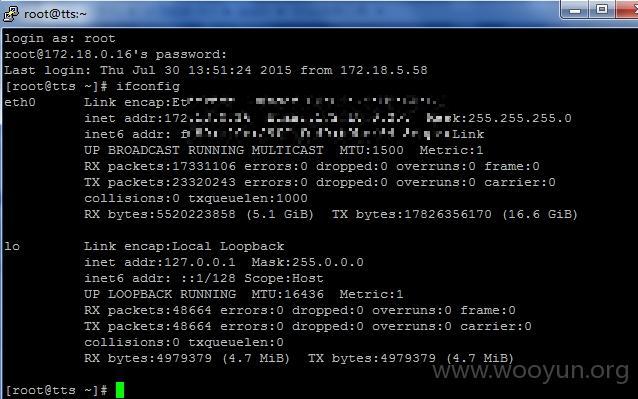 root@tts:~
login as: root
root@172.18.0.16's password:
Last login: Thu Jul 30 13:51:24 2015 from 172.18.5.58
[root@tts ~]# ifconfig
eth0 Link encap:Et
inet addr:172. Mask:255.255.255.0
inet6 addr: f Link
UP BROADCAST RUNNING MULTICAST MTU:1500 Metric:1
RX packets:17331106 errors:0 dropped:0 overruns:0 frame:0
TX packets:23320243 errors:0 dropped:0 overruns:0 carrier:0
collisions:0 txqueuelen:1000
RX bytes:5520223858 (5.1 GiB) TX bytes:17826356170 (16.6 GiB)
lo Link encap:Local Loopback
inet addr:127.0.0.1 Mask:255.0.0.0
inet6 addr: ::1/128 Scope:Host
UP LOOPBACK RUNNING MTU:16436 Metric:1
RX packets:48664 errors:0 dropped:0 overruns:0 frame:0
TX packets:48664 errors:0 dropped:0 overruns:0 carrier:0
collisions:0 txqueuelen:0
RX bytes:4979379 (4.7 MiB) TX bytes:4979379 (4.7 MiB)
www.wooyun.org
[root@tts ~]#